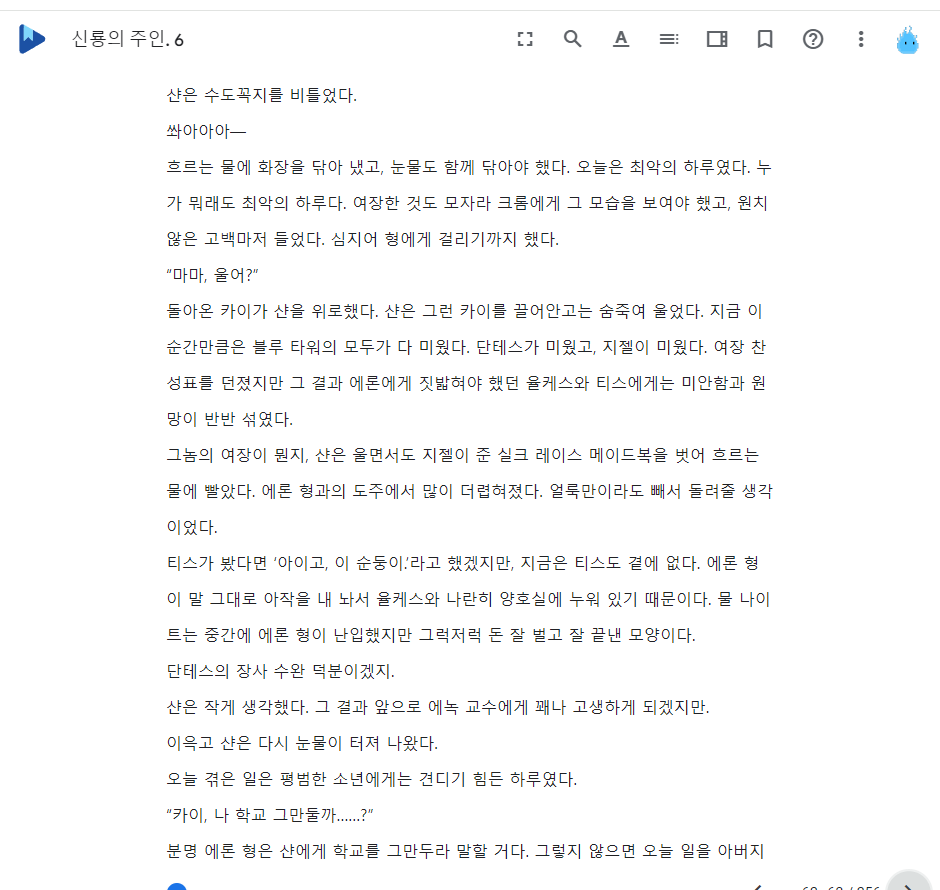 신룡의 주인. 6
샨은 수도꼭지를 비틀었다.
쏴아아아―
흐르는 물에 화장을 닦아 냈고, 눈물도 함께 닦아야 했다. 오늘은 최악의 하루였다. 누
가 뭐래도 최악의 하루다. 여장한 것도 모자라 크롬에게 그 모습을 보여야 했고, 원치
않은 고백마저 들었다. 심지어 형에게 걸리기까지 했다.
“마마, 울어?”
돌아온 카이가 샨을 위로했다. 샨은 그런 카이를 끌어안고는 숨죽여 울었다. 지금 이
순간만큼은 블루 타워의 모두가 다 미웠다. 단테스가 미웠고, 지젤이 미웠다. 여장 찬
성표를 던졌지만 그 결과 에론에게 짓밟혀야 했던 율케스와 티스에게는 미안함과 원
망이 반반 섞였다.
그놈의 여장이 뭔지, 샨은 울면서도 지젤이 준 실크 레이스 메이드복을 벗어 흐르는
물에 빨았다. 에론 형과의 도주에서 많이 더럽혀졌다. 얼룩만이라도 빼서 돌려줄 생각
이었다.
티스가 봤다면 ‘아이고, 이 순둥이.’라고 했겠지만, 지금은 티스도 곁에 없다. 에론 형
이 말 그대로 아작을 내 놔서 율케스와 나란히 양호실에 누워 있기 때문이다. 물 나이
트는 중간에 에론 형이 난입했지만 그럭저럭 돈 잘 벌고 잘 끝낸 모양이다.
단테스의 장사 수완 덕분이겠지.
샨은 작게 생각했다. 그 결과 앞으로 에녹 교수에게 꽤나 고생하게 되겠지만.
이윽고 샨은 다시 눈물이 터져 나왔다.
오늘 겪은 일은 평범한 소년에게는 견디기 힘든 하루였다.
“카이, 나 학교 그만둘까……?”
분명 에론 형은 샨에게 학교를 그만두라 말할 거다. 그렇지 않으면 오늘 일을 아버지